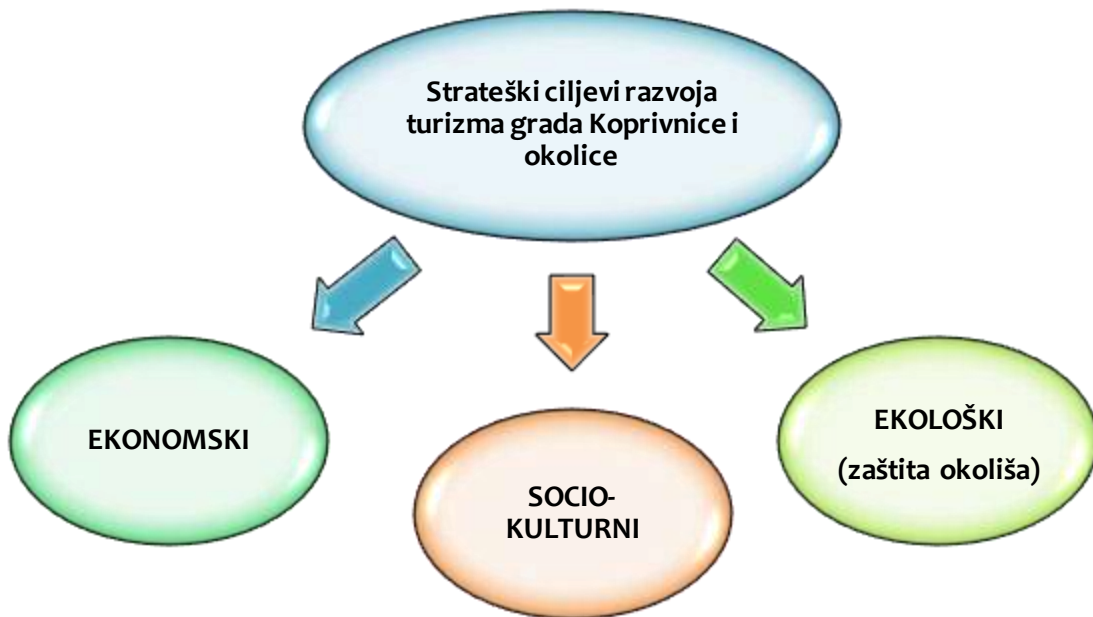 Strateški ciljevi razvoja
turizma grada Koprivnice i
okolice
EKONOMSKI
SOCIO-
KULTURNI
EKOLOŠKI
(zaštita okoliša)